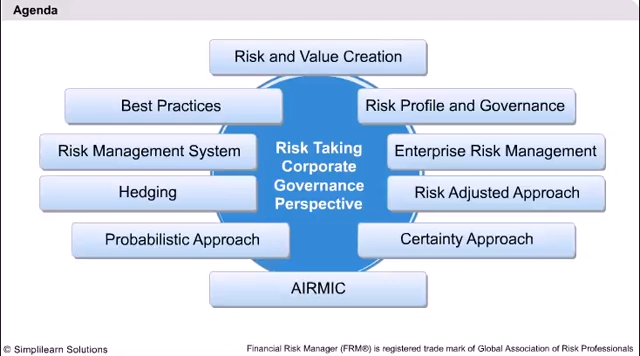 Agenda
Risk and Value Creation
Best Practices
Risk Profile and Governance
Risk Management System
Risk Taking
Corporate
Governance
Perspective
Enterprise Risk Management
Hedging
Risk Adjusted Approach
Probabilistic Approach
Certainty Approach
AIRMIC
© Simplilearn Solutions
Financial Risk Manager (FRM®) is registered trade mark of Global Association of Risk Professionals